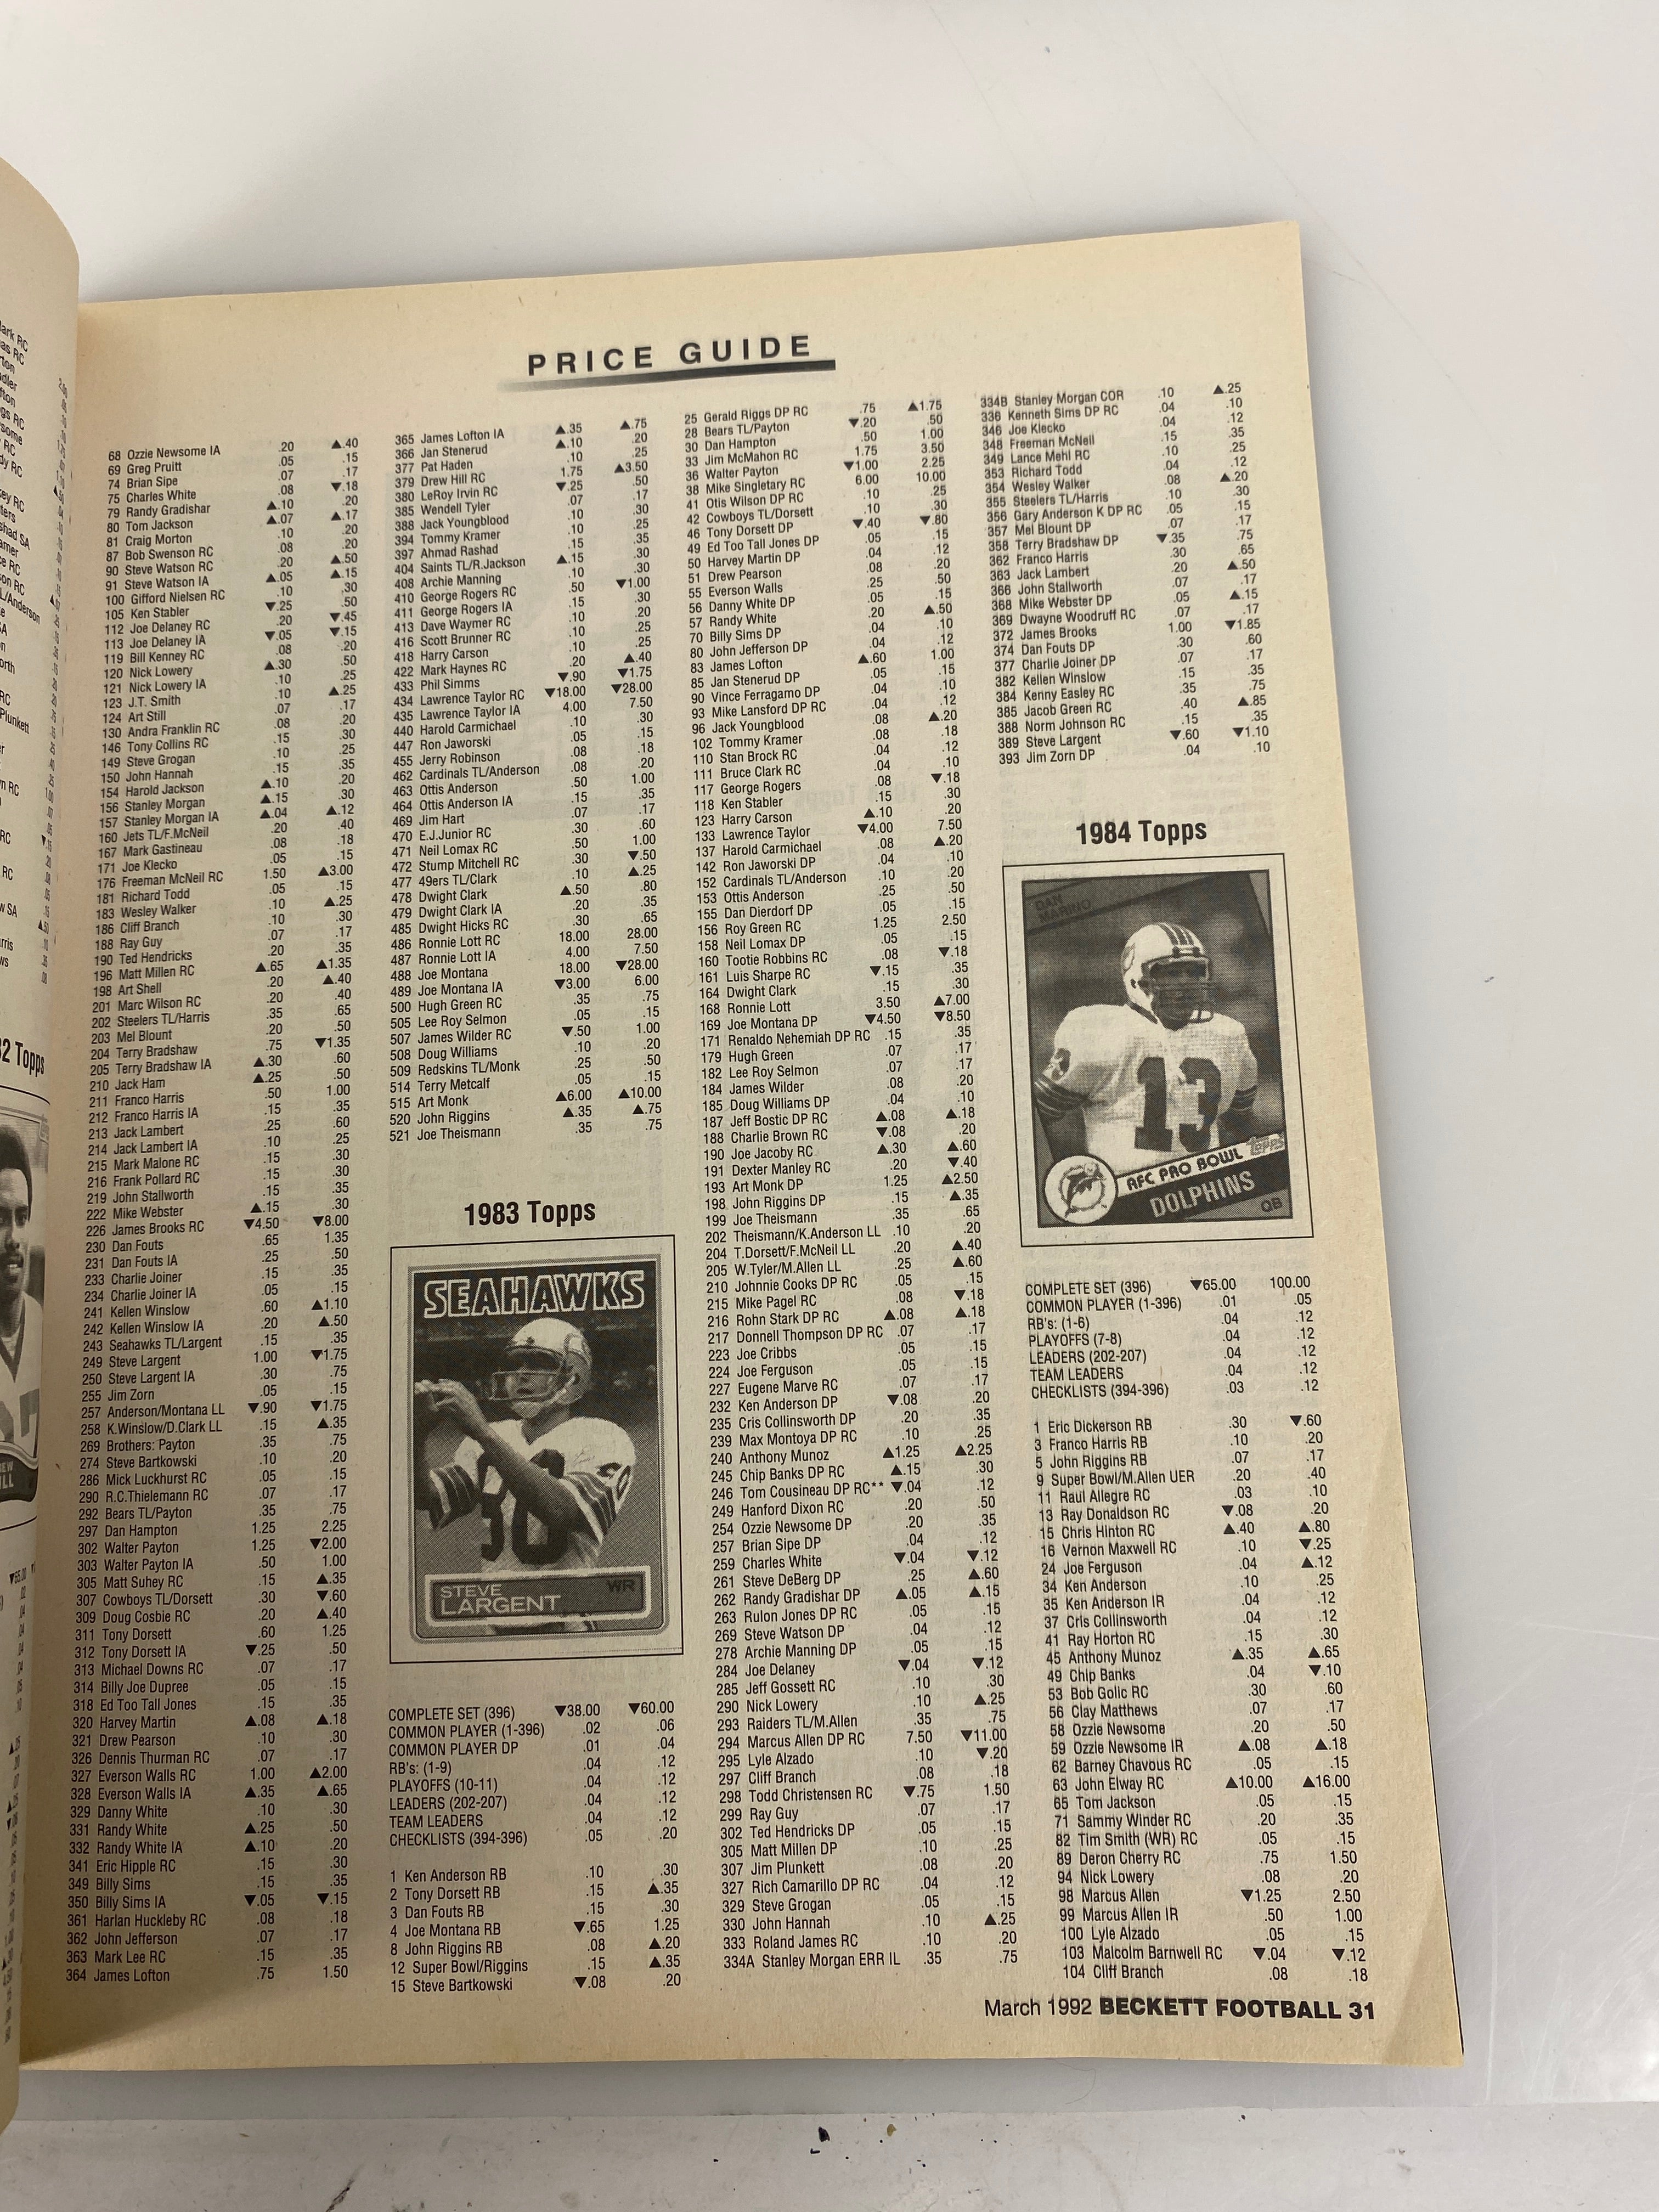 PRICE GUIDE
68 Ozzie Newsome IA .20 ▲.40
69 Greg Pruitt .05 .15
74 Brian Sipe .07 .17
75 Charles White .08 ▼.18
79 Randy Gradishar ▲.10 .20
80 Tom Jackson ▲.07 ▲.17
81 Craig Morton .10 .20
87 Bob Swenson RC .08 .20
90 Steve Watson RC .20 ▲.50
91 Steve Watson IA ▲.05 ▲.15
100 Gifford Nielsen RC .10 .30
105 Ken Stabler ▼.25 .50
112 Joe Delaney RC .20 ▼.45
113 Joe Delaney IA ▼.05 ▼.15
119 Bill Kenney RC .08 .20
120 Nick Lowery ▲.30 .50
121 Nick Lowery IA .10 .25
123 J.T. Smith .10 ▲.25
124 Art Still .07 .17
130 Andra Franklin RC .08 .20
146 Tony Collins RC .15 .30
149 Steve Grogan .10 .25
150 John Hannah .15 .35
154 Harold Jackson ▲.10 .20
156 Stanley Morgan ▲.15 .30
157 Stanley Morgan IA ▲.04 ▲.12
160 Jets TL/F.McNeil .20 .40
167 Mark Gastineau .08 .18
171 Joe Klecko .05 .15
176 Freeman McNeil RC 1.50 ▲3.00
181 Richard Todd .05 .15
183 Wesley Walker .10 ▲.25
186 Cliff Branch .10 .30
188 Ray Guy .07 .17
190 Ted Hendricks .20 .35
196 Matt Millen RC ▲.65 ▲1.35
198 Art Shell .20 ▲.40
201 Marc Wilson RC .20 .40
202 Steelers TL/Harris .35 .65
203 Mel Blount .20 .50
204 Terry Bradshaw .75 ▼1.35
205 Terry Bradshaw IA ▲.30 .60
210 Jack Ham ▲.25 .50
211 Franco Harris .50 1.00
212 Franco Harris IA .15 .35
213 Jack Lambert .25 .60
214 Jack Lambert IA .10 .25
215 Mark Malone RC .15 .30
216 Frank Pollard RC .15 .30
219 John Stallworth .15 .35
222 Mike Webster ▲.15 .30
226 James Brooks RC ▼4.50 ▼8.00
230 Dan Fouts .65 1.35
231 Dan Fouts IA .25 .50
233 Charlie Joiner .15 .35
234 Charlie Joiner IA .05 .15
241 Kellen Winslow .60 ▲1.10
242 Kellen Winslow IA .20 ▲.50
243 Seahawks TL/Largent .15 .35
249 Steve Largent 1.00 ▼1.75
250 Steve Largent IA .30 .75
255 Jim Zorn .05 .15
257 Anderson/Montana LL ▼.90 ▼1.75
258 K.Winslow/D.Clark LL .15 ▲.35
269 Brothers: Payton .35 .75
274 Steve Bartkowski .10 .20
286 Mick Luckhurst RC .05 .15
290 R.C.Thielemann RC .07 .17
292 Bears TL/Payton .35 .75
297 Dan Hampton 1.25 2.25
302 Walter Payton 1.25 ▼2.00
303 Walter Payton IA .50 1.00
305 Matt Suhey RC .15 ▲.35
307 Cowboys TL/Dorsett .30 ▼.60
309 Doug Cosbie RC .20 ▲.40
311 Tony Dorsett .60 1.25
312 Tony Dorsett IA ▼.25 .50
313 Michael Downs RC .07 .17
314 Billy Joe Dupree .05 .15
318 Ed Too Tall Jones .15 .35
320 Harvey Martin ▲.08 ▲.18
321 Drew Pearson .10 .30
326 Dennis Thurman RC .07 .17
327 Everson Walls RC 1.00 ▲2.00
328 Everson Walls IA ▲.35 ▲.65
329 Danny White .10 .30
331 Randy White ▲.25 .50
332 Randy White IA ▲.10 .20
341 Eric Hipple RC .15 .30
349 Billy Sims .15 .35
350 Billy Sims IA ▼.05 ▼.15
361 Harlan Huckleby RC .08 .18
362 John Jefferson .07 .17
363 Mark Lee RC .15 .35
364 James Lofton .75 1.50
365 James Lofton IA ▲.35 ▲.75
366 Jan Stenerud ▲.10 .20
377 Pat Haden .10 .25
379 Drew Hill RC 1.75 ▲3.50
380 LeRoy Irvin RC ▼.25 .50
385 Wendell Tyler .07 .17
388 Jack Youngblood .10 .30
394 Tommy Kramer .10 .25
397 Ahmad Rashad .15 .35
404 Saints TL/R.Jackson ▲.15 .30
408 Archie Manning .10 .30
410 George Rogers RC .50 ▼1.00
411 George Rogers IA .15 .30
413 Dave Waymer RC .10 .20
416 Scott Brunner RC .10 .25
418 Harry Carson .10 .25
422 Mark Haynes RC .20 ▲.40
433 Phil Simms ▼.90 ▼1.75
434 Lawrence Taylor RC ▼18.00 ▼28.00
435 Lawrence Taylor IA 4.00 7.50
440 Harold Carmichael .10 .30
447 Ron Jaworski .05 .15
455 Jerry Robinson .08 .18
462 Cardinals TL/Anderson .08 .20
463 Ottis Anderson .50 1.00
464 Ottis Anderson IA .15 .35
469 Jim Hart .07 .17
470 E.J.Junior RC .30 .60
471 Neil Lomax RC .50 1.00
472 Stump Mitchell RC .30 ▼.50
477 49ers TL/Clark .10 ▲.25
478 Dwight Clark ▲.50 .80
479 Dwight Clark IA .20 .35
485 Dwight Hicks RC .30 .65
486 Ronnie Lott RC 18.00 28.00
487 Ronnie Lott IA 4.00 7.50
488 Joe Montana 18.00 ▼28.00
489 Joe Montana IA ▼3.00 6.00
500 Hugh Green RC .35 .75
505 Lee Roy Selmon .05 .15
507 James Wilder RC ▼.50 1.00
508 Doug Williams .10 .20
509 Redskins TL/Monk .25 .50
514 Terry Metcalf .05 .15
515 Art Monk ▲6.00 ▲10.00
520 John Riggins ▲.35 ▲.75
521 Joe Theismann .35 .75
1983 Topps
SEAHAWKS
STEVE LARGENT WR
COMPLETE SET (396) ▼38.00 ▼60.00
COMMON PLAYER (1-396) .02 .06
COMMON PLAYER DP .01 .04
RB's: (1-9) .04 .12
PLAYOFFS (10-11) .04 .12
LEADERS (202-207) .04 .12
TEAM LEADERS .04 .12
CHECKLISTS (394-396) .05 .20
1 Ken Anderson RB .10 .30
2 Tony Dorsett RB .15 ▲.35
3 Dan Fouts RB .15 .30
4 Joe Montana RB ▼.65 1.25
8 John Riggins RB .08 ▲.20
12 Super Bowl/Riggins .15 ▲.35
15 Steve Bartkowski ▼.08 .20
25 Gerald Riggs DP RC .75 ▲1.75
28 Bears TL/Payton ▼.20 .50
30 Dan Hampton .50 1.00
33 Jim McMahon RC 1.75 3.50
36 Walter Payton ▼1.00 2.25
38 Mike Singletary RC 6.00 10.00
41 Otis Wilson DP RC .10 .25
42 Cowboys TL/Dorsett .10 .30
46 Tony Dorsett DP ▼.40 ▼.80
49 Ed Too Tall Jones DP .05 .15
50 Harvey Martin DP .04 .12
51 Drew Pearson .08 .20
55 Everson Walls .25 .50
56 Danny White DP .05 .15
57 Randy White .20 ▲.50
70 Billy Sims DP .04 .10
80 John Jefferson DP .04 .12
83 James Lofton ▲.60 1.00
85 Jan Stenerud DP .05 .15
90 Vince Ferragamo DP .04 .10
93 Mike Lansford DP RC .04 .12
96 Jack Youngblood .08 ▲.20
102 Tommy Kramer .08 .18
110 Stan Brock RC .04 .12
111 Bruce Clark RC .04 .10
117 George Rogers .08 ▼.18
118 Ken Stabler .15 .30
123 Harry Carson ▲.10 .20
133 Lawrence Taylor ▼4.00 7.50
137 Harold Carmichael .08 ▲.20
142 Ron Jaworski DP .04 .10
152 Cardinals TL/Anderson .10 .20
153 Ottis Anderson .25 .50
155 Dan Dierdorf DP .05 .15
156 Roy Green RC 1.25 2.50
158 Neil Lomax DP .05 .15
160 Tootie Robbins RC .08 ▼.18
161 Luis Sharpe RC ▼.15 .35
164 Dwight Clark .15 .30
168 Ronnie Lott 3.50 ▲7.00
169 Joe Montana DP ▼4.50 ▼8.50
171 Renaldo Nehemiah DP RC .15 .35
179 Hugh Green .07 .17
182 Lee Roy Selmon .07 .17
184 James Wilder .08 .20
185 Doug Williams DP .04 .10
187 Jeff Bostic DP RC ▲.08 ▲.18
188 Charlie Brown RC ▼.08 .20
190 Joe Jacoby RC ▲.30 ▲.60
191 Dexter Manley RC .20 ▼.40
193 Art Monk DP 1.25 ▲2.50
198 John Riggins DP .15 ▲.35
199 Joe Theismann .35 .65
202 Theismann/K.Anderson LL .10 .20
204 T.Dorsett/F.McNeil LL .20 ▲.40
205 W.Tyler/M.Allen LL .25 ▲.60
210 Johnnie Cooks DP RC .05 .15
215 Mike Pagel RC .08 ▼.18
216 Rohn Stark DP RC ▲.08 ▲.18
217 Donnell Thompson DP RC .07 .17
223 Joe Cribbs .05 .15
224 Joe Ferguson .05 .15
227 Eugene Marve RC .07 .17
232 Ken Anderson DP ▼.08 .20
235 Cris Collinsworth DP .20 .35
239 Max Montoya DP RC .10 .25
240 Anthony Munoz ▲1.25 ▲2.25
245 Chip Banks DP RC ▲.15 .30
246 Tom Cousineau DP RC** ▼.04 .12
249 Hanford Dixon RC .20 .50
254 Ozzie Newsome DP .20 .35
257 Brian Sipe DP .04 .12
259 Charles White ▼.04 ▼.12
261 Steve DeBerg DP .25 ▲.60
262 Randy Gradishar DP ▲.05 ▲.15
263 Rulon Jones DP RC .05 .15
269 Steve Watson DP .04 .12
278 Archie Manning DP .05 .15
284 Joe Delaney ▼.04 ▼.12
285 Jeff Gossett RC .10 .30
290 Nick Lowery .10 ▲.25
293 Raiders TL/M.Allen .35 .75
294 Marcus Allen DP RC 7.50 ▼11.00
295 Lyle Alzado .10 ▼.20
297 Cliff Branch .08 .18
298 Todd Christensen RC ▼.75 1.50
299 Ray Guy .07 .17
302 Ted Hendricks DP .05 .15
305 Matt Millen DP .10 .25
307 Jim Plunkett .08 .20
327 Rich Camarillo DP RC .04 .12
329 Steve Grogan .05 .15
330 John Hannah .10 ▲.25
333 Roland James RC .10 .20
334A Stanley Morgan ERR IL .35 .75
334B Stanley Morgan COR .10 ▲.25
336 Kenneth Sims DP RC .04 .10
346 Joe Klecko .04 .12
348 Freeman McNeil .15 .35
349 Lance Mehl RC .10 .25
353 Richard Todd .04 .12
354 Wesley Walker .08 ▲.20
355 Steelers TL/Harris .10 .30
356 Gary Anderson K DP RC .05 .15
357 Mel Blount DP .07 .17
358 Terry Bradshaw DP ▼.35 .75
362 Franco Harris .30 .65
363 Jack Lambert .20 ▲.50
366 John Stallworth .07 .17
368 Mike Webster DP .05 ▲.15
369 Dwayne Woodruff RC .07 .17
372 James Brooks 1.00 ▼1.85
374 Dan Fouts DP .30 .60
377 Charlie Joiner DP .07 .17
382 Kellen Winslow .15 .35
384 Kenny Easley RC .35 .75
385 Jacob Green RC .40 ▲.85
388 Norm Johnson RC .15 .35
389 Steve Largent ▼.60 ▼1.10
393 Jim Zorn DP .04 .10
1984 Topps
DAN MARINO
13
AFC PRO BOWL Topps
DOLPHINS QB
COMPLETE SET (396) ▼65.00 100.00
COMMON PLAYER (1-396) .01 .05
RB's: (1-6) .04 .12
PLAYOFFS (7-8) .04 .12
LEADERS (202-207) .04 .12
TEAM LEADERS .04 .12
CHECKLISTS (394-396) .03 .12
1 Eric Dickerson RB .30 ▼.60
3 Franco Harris RB .10 .20
5 John Riggins RB .07 .17
9 Super Bowl/M.Allen UER .20 .40
11 Raul Allegre RC .03 .10
13 Ray Donaldson RC ▼.08 .20
15 Chris Hinton RC ▲.40 ▲.80
16 Vernon Maxwell RC .10 ▼.25
24 Joe Ferguson .04 ▲.12
34 Ken Anderson .10 .25
35 Ken Anderson IR .04 .12
37 Cris Collinsworth .04 .12
41 Ray Horton RC .15 .30
45 Anthony Munoz ▲.35 ▲.65
49 Chip Banks .04 ▼.10
53 Bob Golic RC .30 .60
56 Clay Matthews .07 .17
58 Ozzie Newsome .20 .50
59 Ozzie Newsome IR ▲.08 ▲.18
62 Barney Chavous RC .05 .15
63 John Elway RC ▲10.00 ▲16.00
65 Tom Jackson .05 .15
71 Sammy Winder RC .20 .35
82 Tim Smith (WR) RC .05 .15
89 Deron Cherry RC .75 1.50
94 Nick Lowery .08 .20
98 Marcus Allen ▼1.25 2.50
99 Marcus Allen IR .50 1.00
100 Lyle Alzado .05 .15
103 Malcolm Barnwell RC ▼.04 ▼.12
104 Cliff Branch .08 .18
March 1992 BECKETT FOOTBALL 31